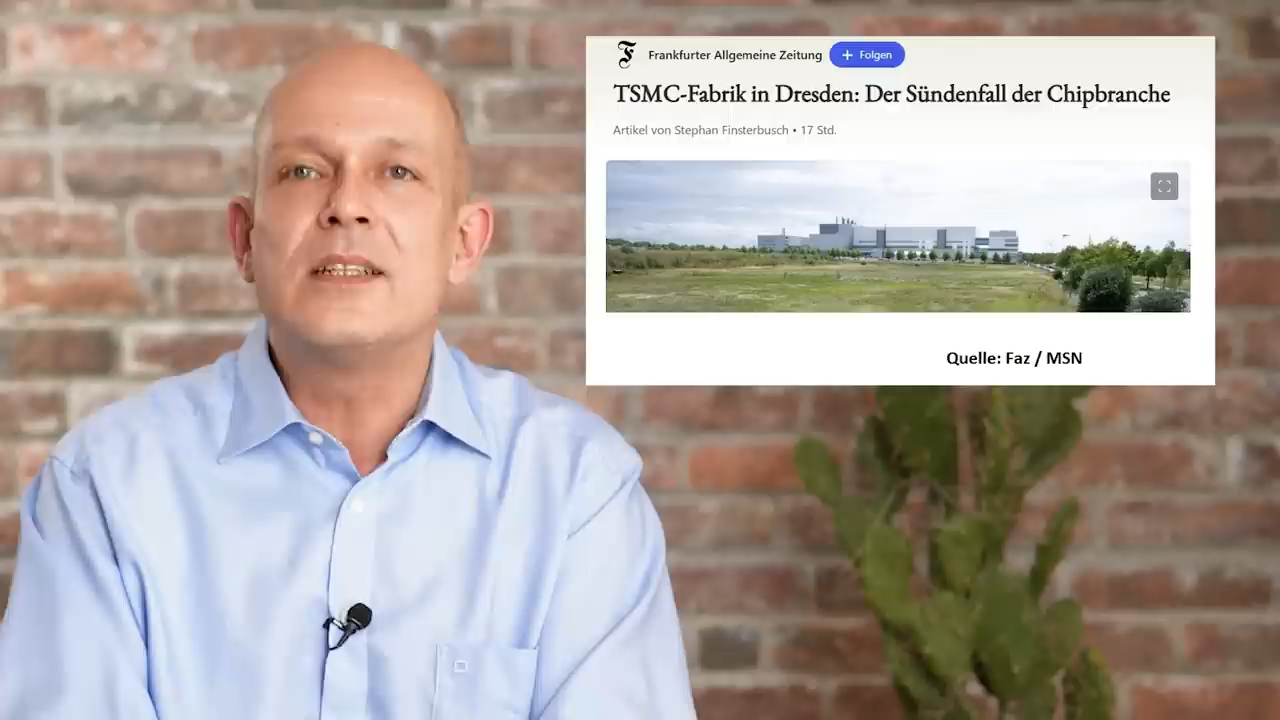 Frankfurter Allgemeine Zeitung + Folgen
TSMC-Fabrik in Dresden: Der Sündenfall der Chipbranche
Artikel von Stephan Finsterbusch • 17 Std.
Quelle: Faz / MSN